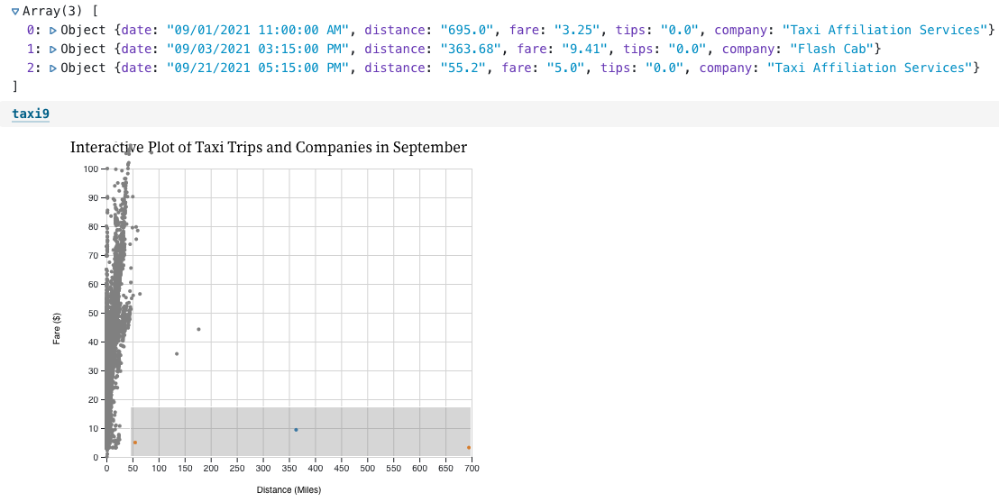 ▽ Array(3) [
0: ▷ Object {date: "09/01/2021 11:00:00 AM", distance: "695.0", fare: "3.25", tips: "0.0", company: "Taxi Affiliation Services"}
1: ▷ Object {date: "09/03/2021 03:15:00 PM", distance: "363.68", fare: "9.41", tips: "0.0", company: "Flash Cab"}
2: ▷ Object {date: "09/21/2021 05:15:00 PM", distance: "55.2", fare: "5.0", tips: "0.0", company: "Taxi Affiliation Services"}
]
taxi9
Interactive Plot of Taxi Trips and Companies in September
100
90
80
70
60
50
40
30
20
10
0
Fare ($)
0 50 100 150 200 250 300 350 400 450 500 550 600 650 700
Distance (Miles)